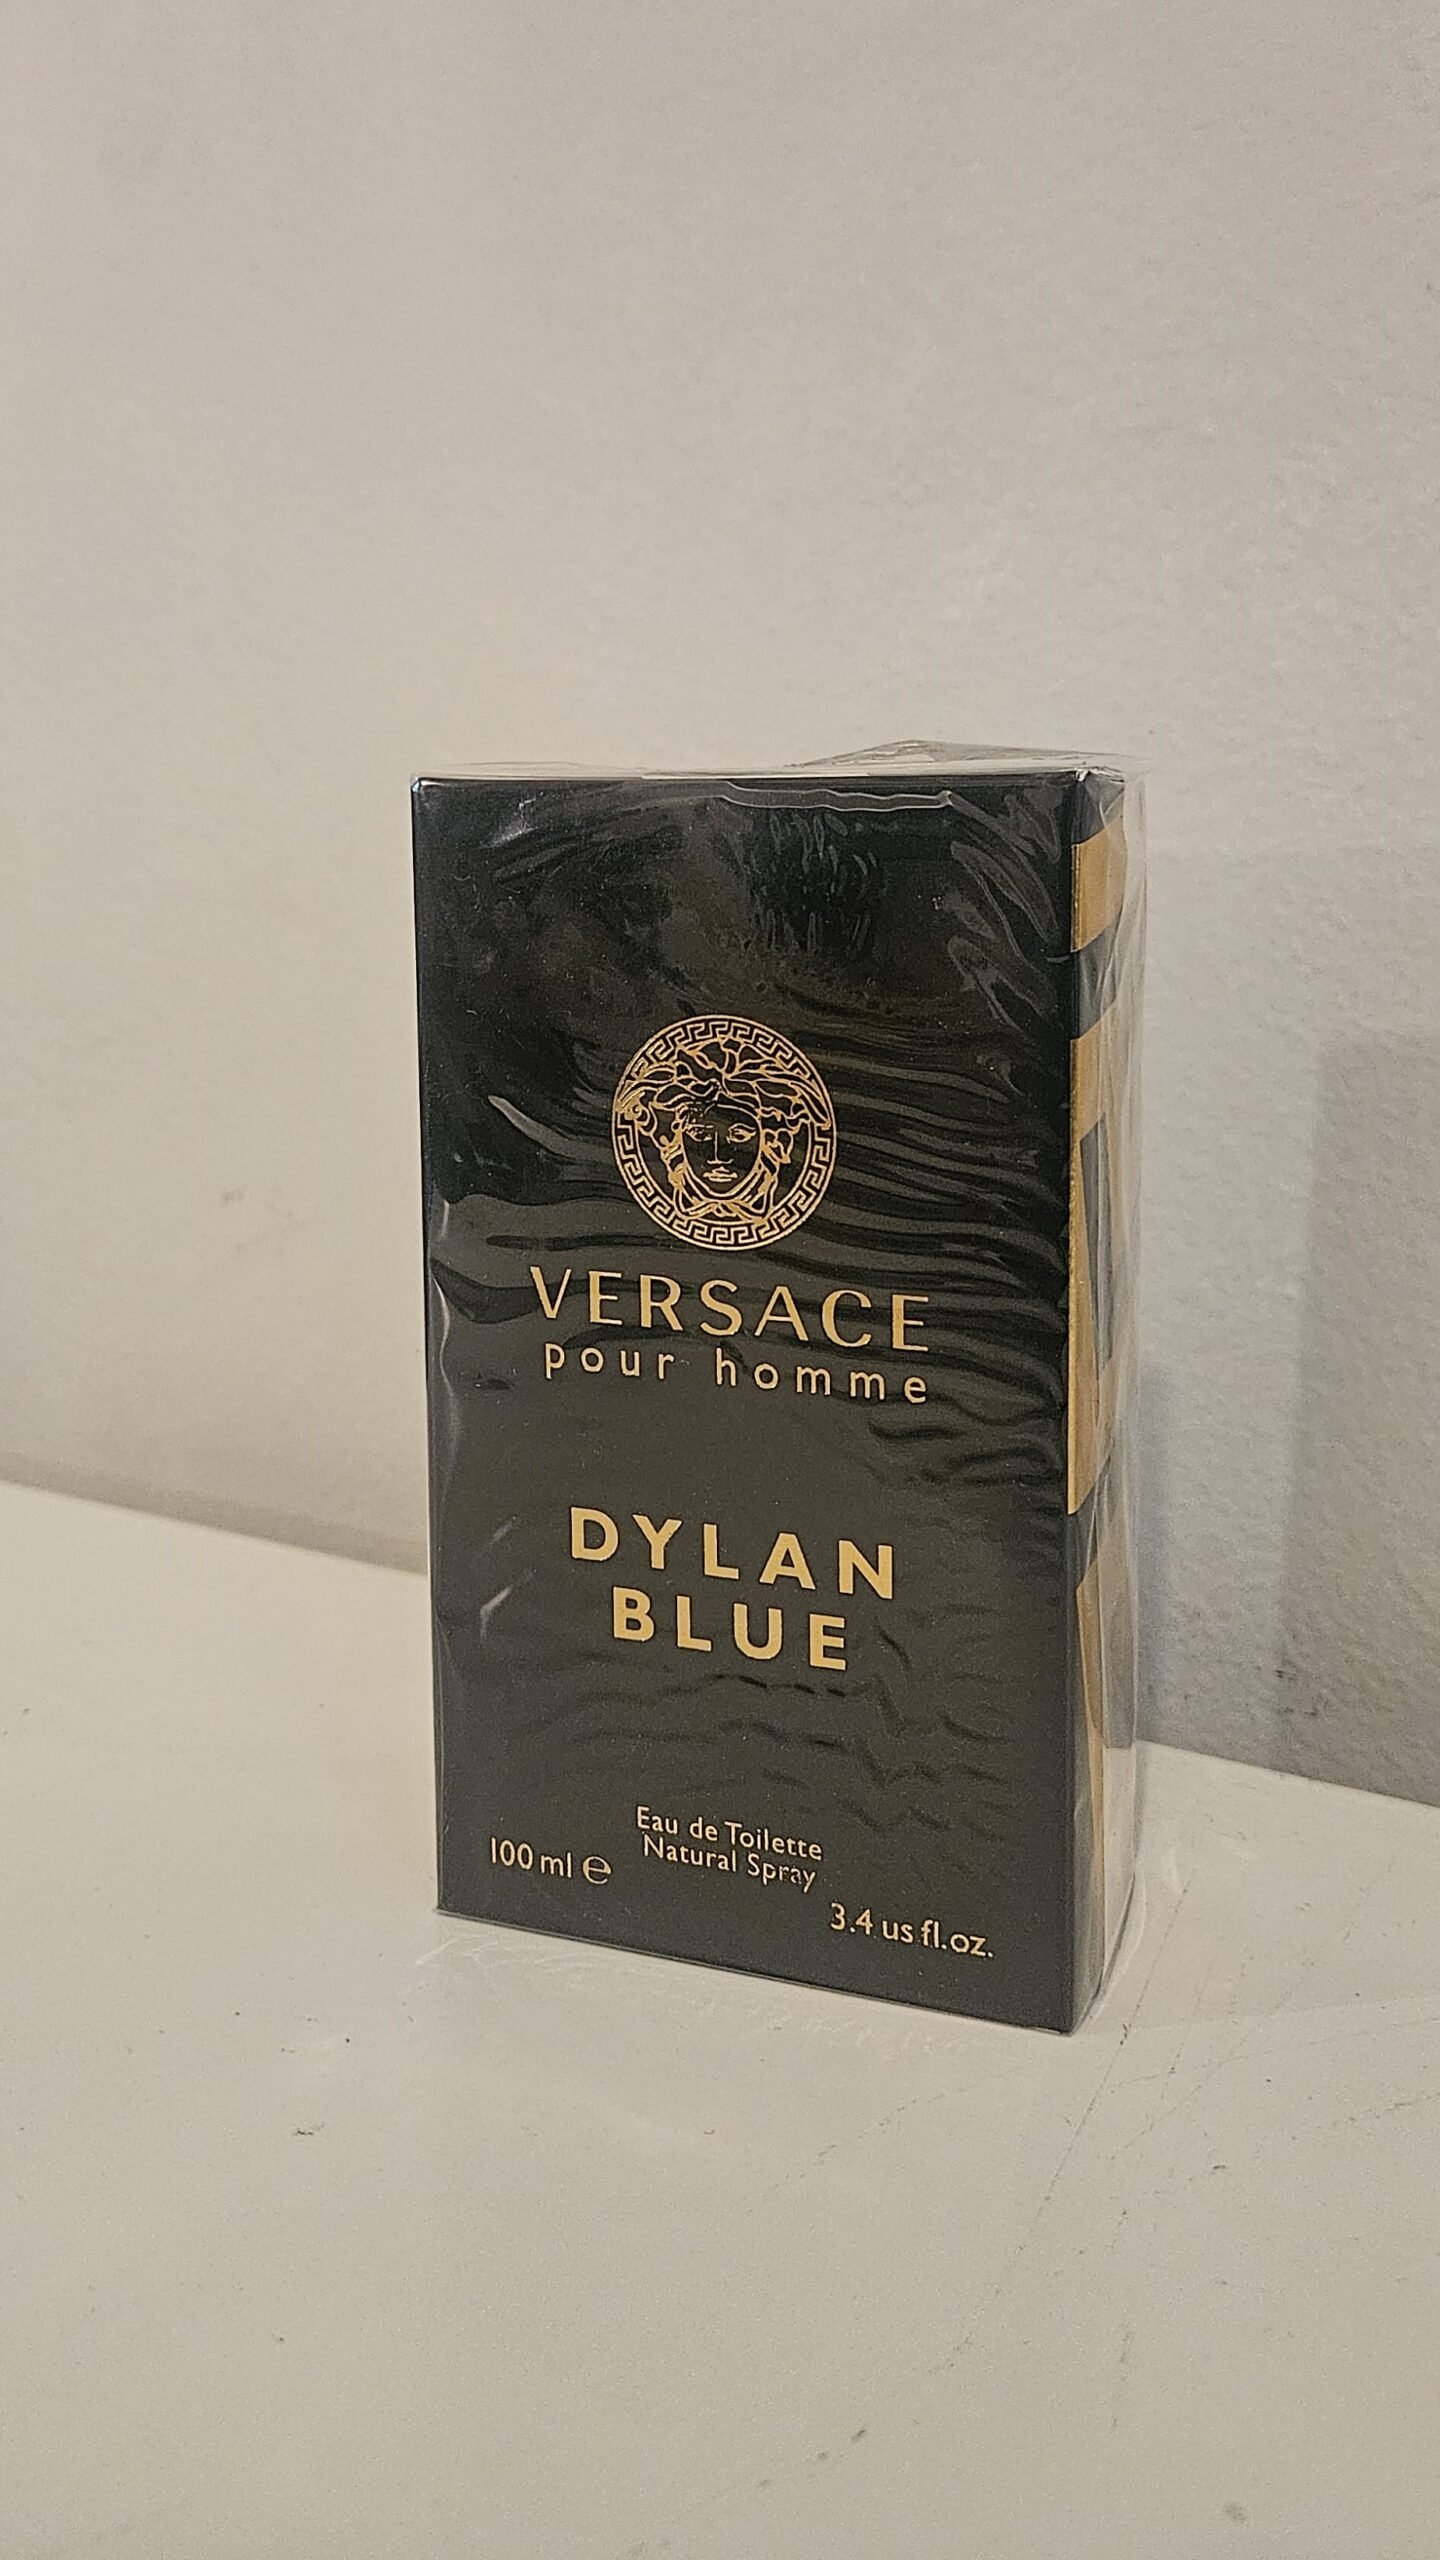 VERSACE
pour homme
DYLAN
BLUE
Eau de Toilette
Natural Spray
100 ml ℮
3.4 us fl.oz.